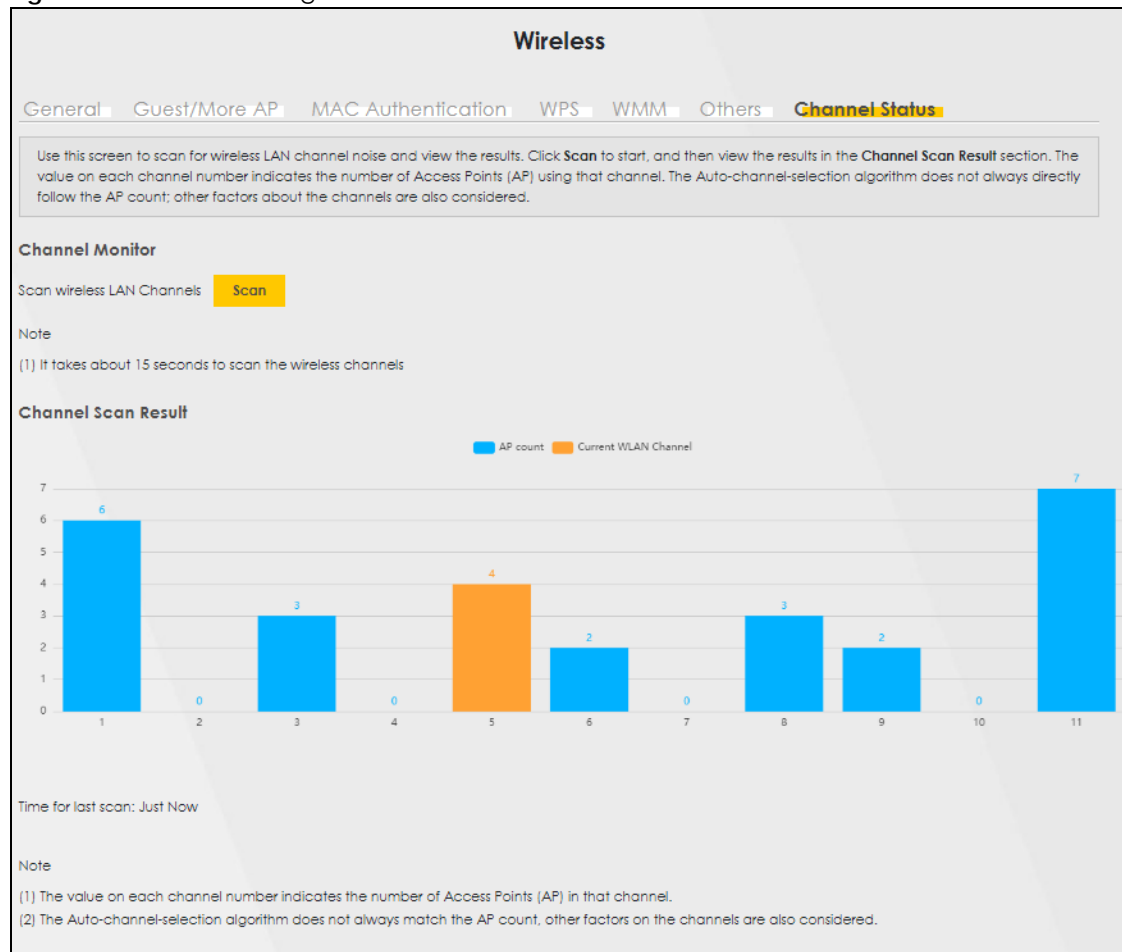 Wireless
General Guest/More AP MAC Authentication WPS WMM Others Channel Status
Use this screen to scan for wireless LAN channel noise and view the results. Click Scan to start, and then view the results in the Channel Scan Result section. The
value on each channel number indicates the number of Access Points (AP) using that channel. The Auto-channel-selection algorithm does not always directly
follow the AP count; other factors about the channels are also considered.
Channel Monitor
Scan wireless LAN Channels Scan
Note
(1) It takes about 15 seconds to scan the wireless channels
Channel Scan Result
AP count Current WLAN Channel
7
6
5
4
3
2
1
0
6 0 3 0 4 2 0 3 2 0 7
1 2 3 4 5 6 7 8 9 10 11
Time for last scan: Just Now
Note
(1) The value on each channel number indicates the number of Access Points (AP) in that channel.
(2) The Auto-channel-selection algorithm does not always match the AP count, other factors on the channels are also considered.